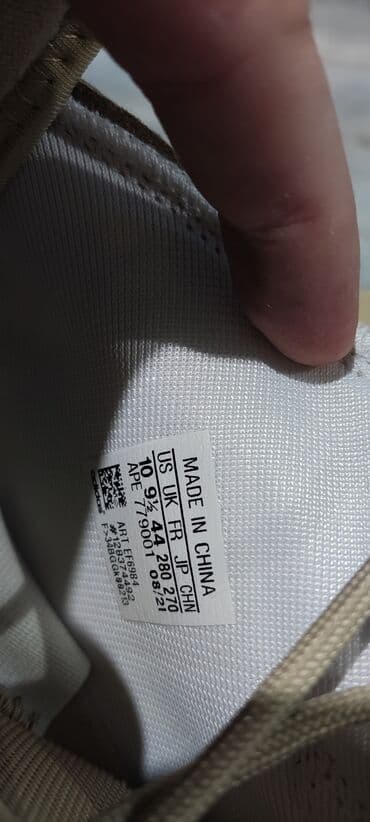 MADE IN CHINA
US UK FR JP CHN
10 9½ 44 280 270
APE 779001 08/21
adidas
ART EF6984